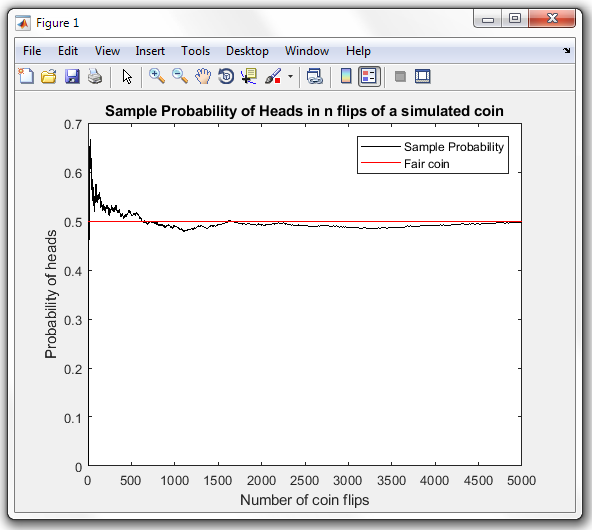 Figure 1
File Edit View Insert Tools Desktop Window Help
Sample Probability of Heads in n flips of a simulated coin
Sample Probability
Fair coin
0.7
0.6
0.5
0.4
0.3
0.2
0.1
0
Probability of heads
0 500 1000 1500 2000 2500 3000 3500 4000 4500 5000
Number of coin flips